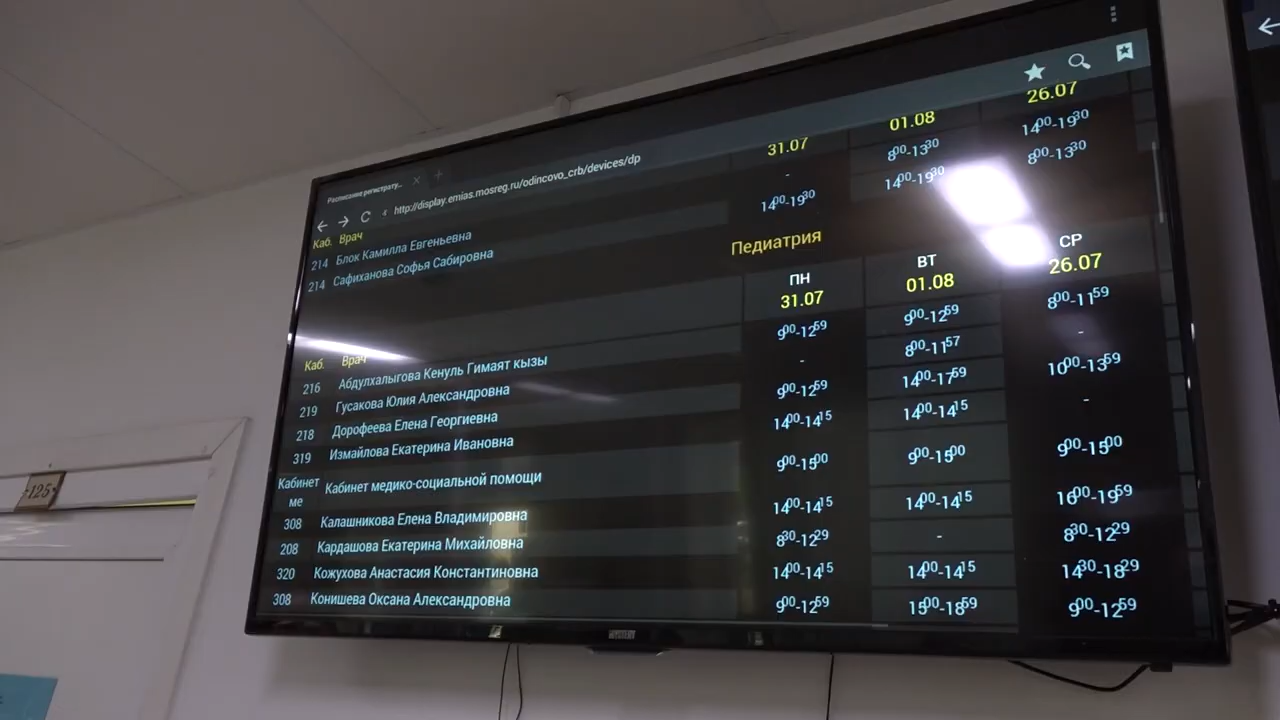 Расписание регистрату...
http://display.emias.mosreg.ru/odincovo_crb/devices/dp
Каб. Врач 31.07 01.08 26.07
214 Блок Камилла Евгеньевна - 8⁰⁰-13³⁰ 14⁰⁰-19³⁰
214 Сафиханова Софья Сабировна 14⁰⁰-19³⁰ 14⁰⁰-19³⁰ 8⁰⁰-13³⁰
Педиатрия
ПН ВТ СР
Каб. Врач 31.07 01.08 26.07
216 Абдулхалыгова Кенуль Гимаят кызы 9⁰⁰-12⁵⁹ 9⁰⁰-12⁵⁹ 8⁰⁰-11⁵⁹
219 Гусакова Юлия Александровна - 8⁰⁰-11⁵⁷ -
218 Дорофеева Елена Георгиевна 9⁰⁰-12⁵⁹ 14⁰⁰-17⁵⁹ 10⁰⁰-13⁵⁹
319 Измайлова Екатерина Ивановна 14⁰⁰-14¹⁵ 14⁰⁰-14¹⁵ -
Кабинет ме Кабинет медико-социальной помощи 9⁰⁰-15⁰⁰ 9⁰⁰-15⁰⁰ 9⁰⁰-15⁰⁰
308 Калашникова Елена Владимировна 14⁰⁰-14¹⁵ 14⁰⁰-14¹⁵ 16⁰⁰-19⁵⁹
208 Кардашова Екатерина Михайловна 8³⁰-12²⁹ - 8³⁰-12²⁹
320 Кожухова Анастасия Константиновна 14⁰⁰-14¹⁵ 14⁰⁰-14¹⁵ 14³⁰-18²⁹
308 Конишева Оксана Александровна 9⁰⁰-12⁵⁹ 15⁰⁰-18⁵⁹ 9⁰⁰-12⁵⁹
125